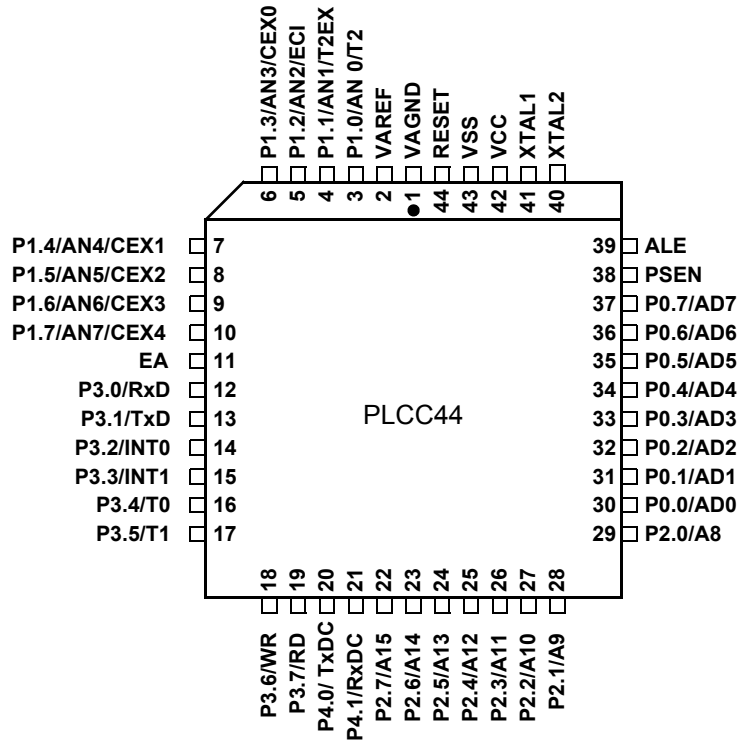 P1.3/AN3/CEX0
P1.2/AN2/ECI
P1.1/AN1/T2EX
P1.0/AN 0/T2
VAREF
VAGND
RESET
VSS
VCC
XTAL1
XTAL2
6 5 4 3 2 1 44 43 42 41 40
P1.4/AN4/CEX1 7
P1.5/AN5/CEX2 8
P1.6/AN6/CEX3 9
P1.7/AN7/CEX4 10
EA 11
P3.0/RxD 12
P3.1/TxD 13
P3.2/INT0 14
P3.3/INT1 15
P3.4/T0 16
P3.5/T1 17
PLCC44
39 ALE
38 PSEN
37 P0.7/AD7
36 P0.6/AD6
35 P0.5/AD5
34 P0.4/AD4
33 P0.3/AD3
32 P0.2/AD2
31 P0.1/AD1
30 P0.0/AD0
29 P2.0/A8
18 19 20 21 22 23 24 25 26 27 28
P3.6/WR
P3.7/RD
P4.0/ TxDC
P4.1/RxDC
P2.7/A15
P2.6/A14
P2.5/A13
P2.4/A12
P2.3/A11
P2.2/A10
P2.1/A9